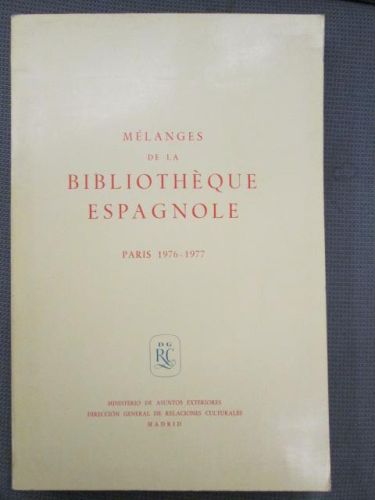 MÉLANGES
DE LA
BIBLIOTHÈQUE
ESPAGNOLE
PARIS 1976-1977
DG
RC
MINISTERIO DE ASUNTOS EXTERIORES
DIRECCIÓN GENERAL DE RELACIONES CULTURALES
MADRID